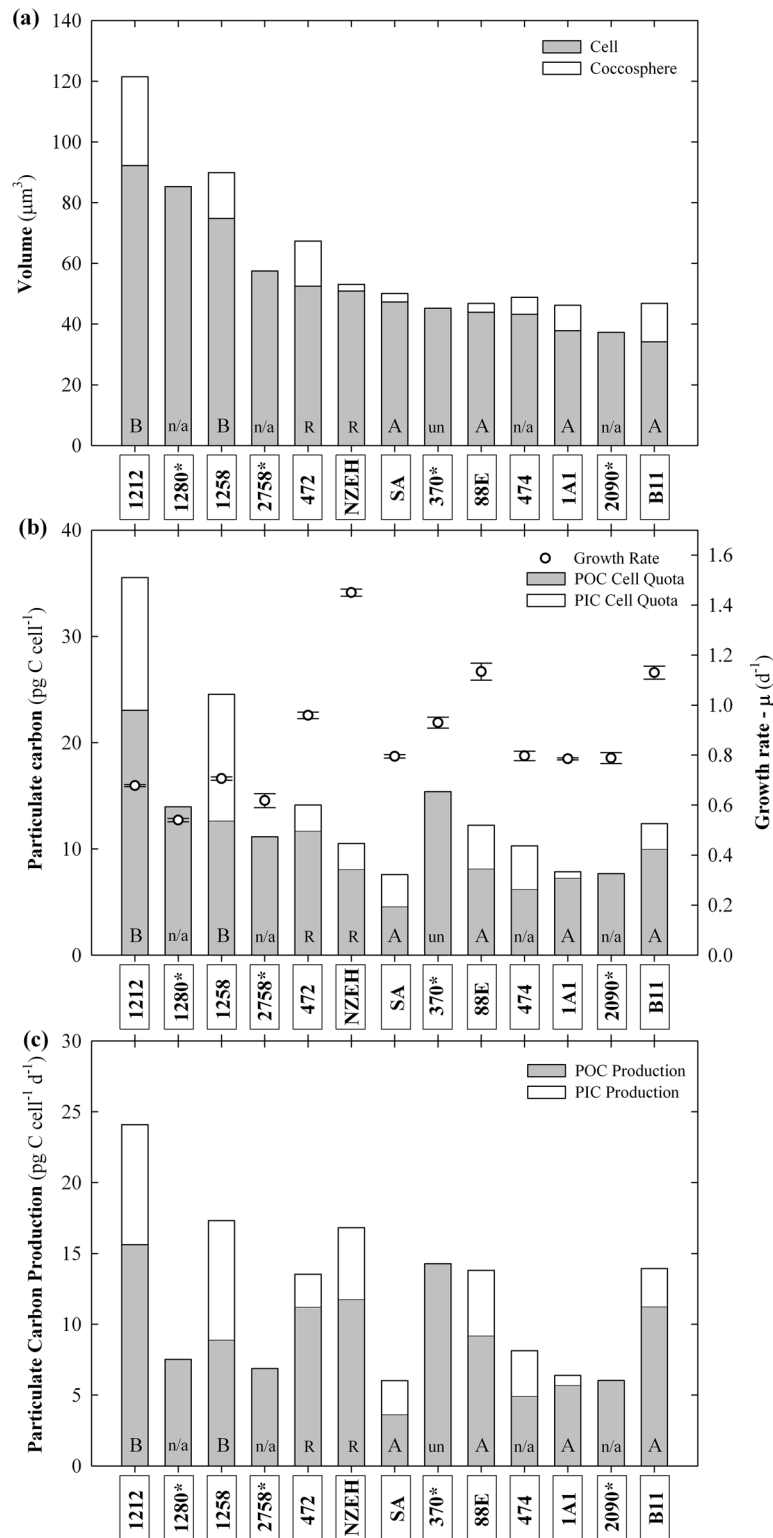 (a)
140
120
100
80
60
40
20
0
Volume (μm³)
Cell
Coccosphere
B n/a B n/a R R A un A n/a A n/a A
1212 1280* 1258 2758* 472 NZEH SA 370* 88E 474 1A1 2090* B11
(b)
40
30
20
10
0
Particulate carbon (pg C cell⁻¹)
Growth Rate
POC Cell Quota
PIC Cell Quota
1.6
1.4
1.2
1.0
0.8
0.6
0.4
0.2
0.0
Growth rate - μ (d⁻¹)
B n/a B n/a R R A un A n/a A n/a A
1212 1280* 1258 2758* 472 NZEH SA 370* 88E 474 1A1 2090* B11
(c)
30
25
20
15
10
5
0
Particulate Carbon Production (pg C cell⁻¹ d⁻¹)
POC Production
PIC Production
B n/a B n/a R R A un A n/a A n/a A
1212 1280* 1258 2758* 472 NZEH SA 370* 88E 474 1A1 2090* B11